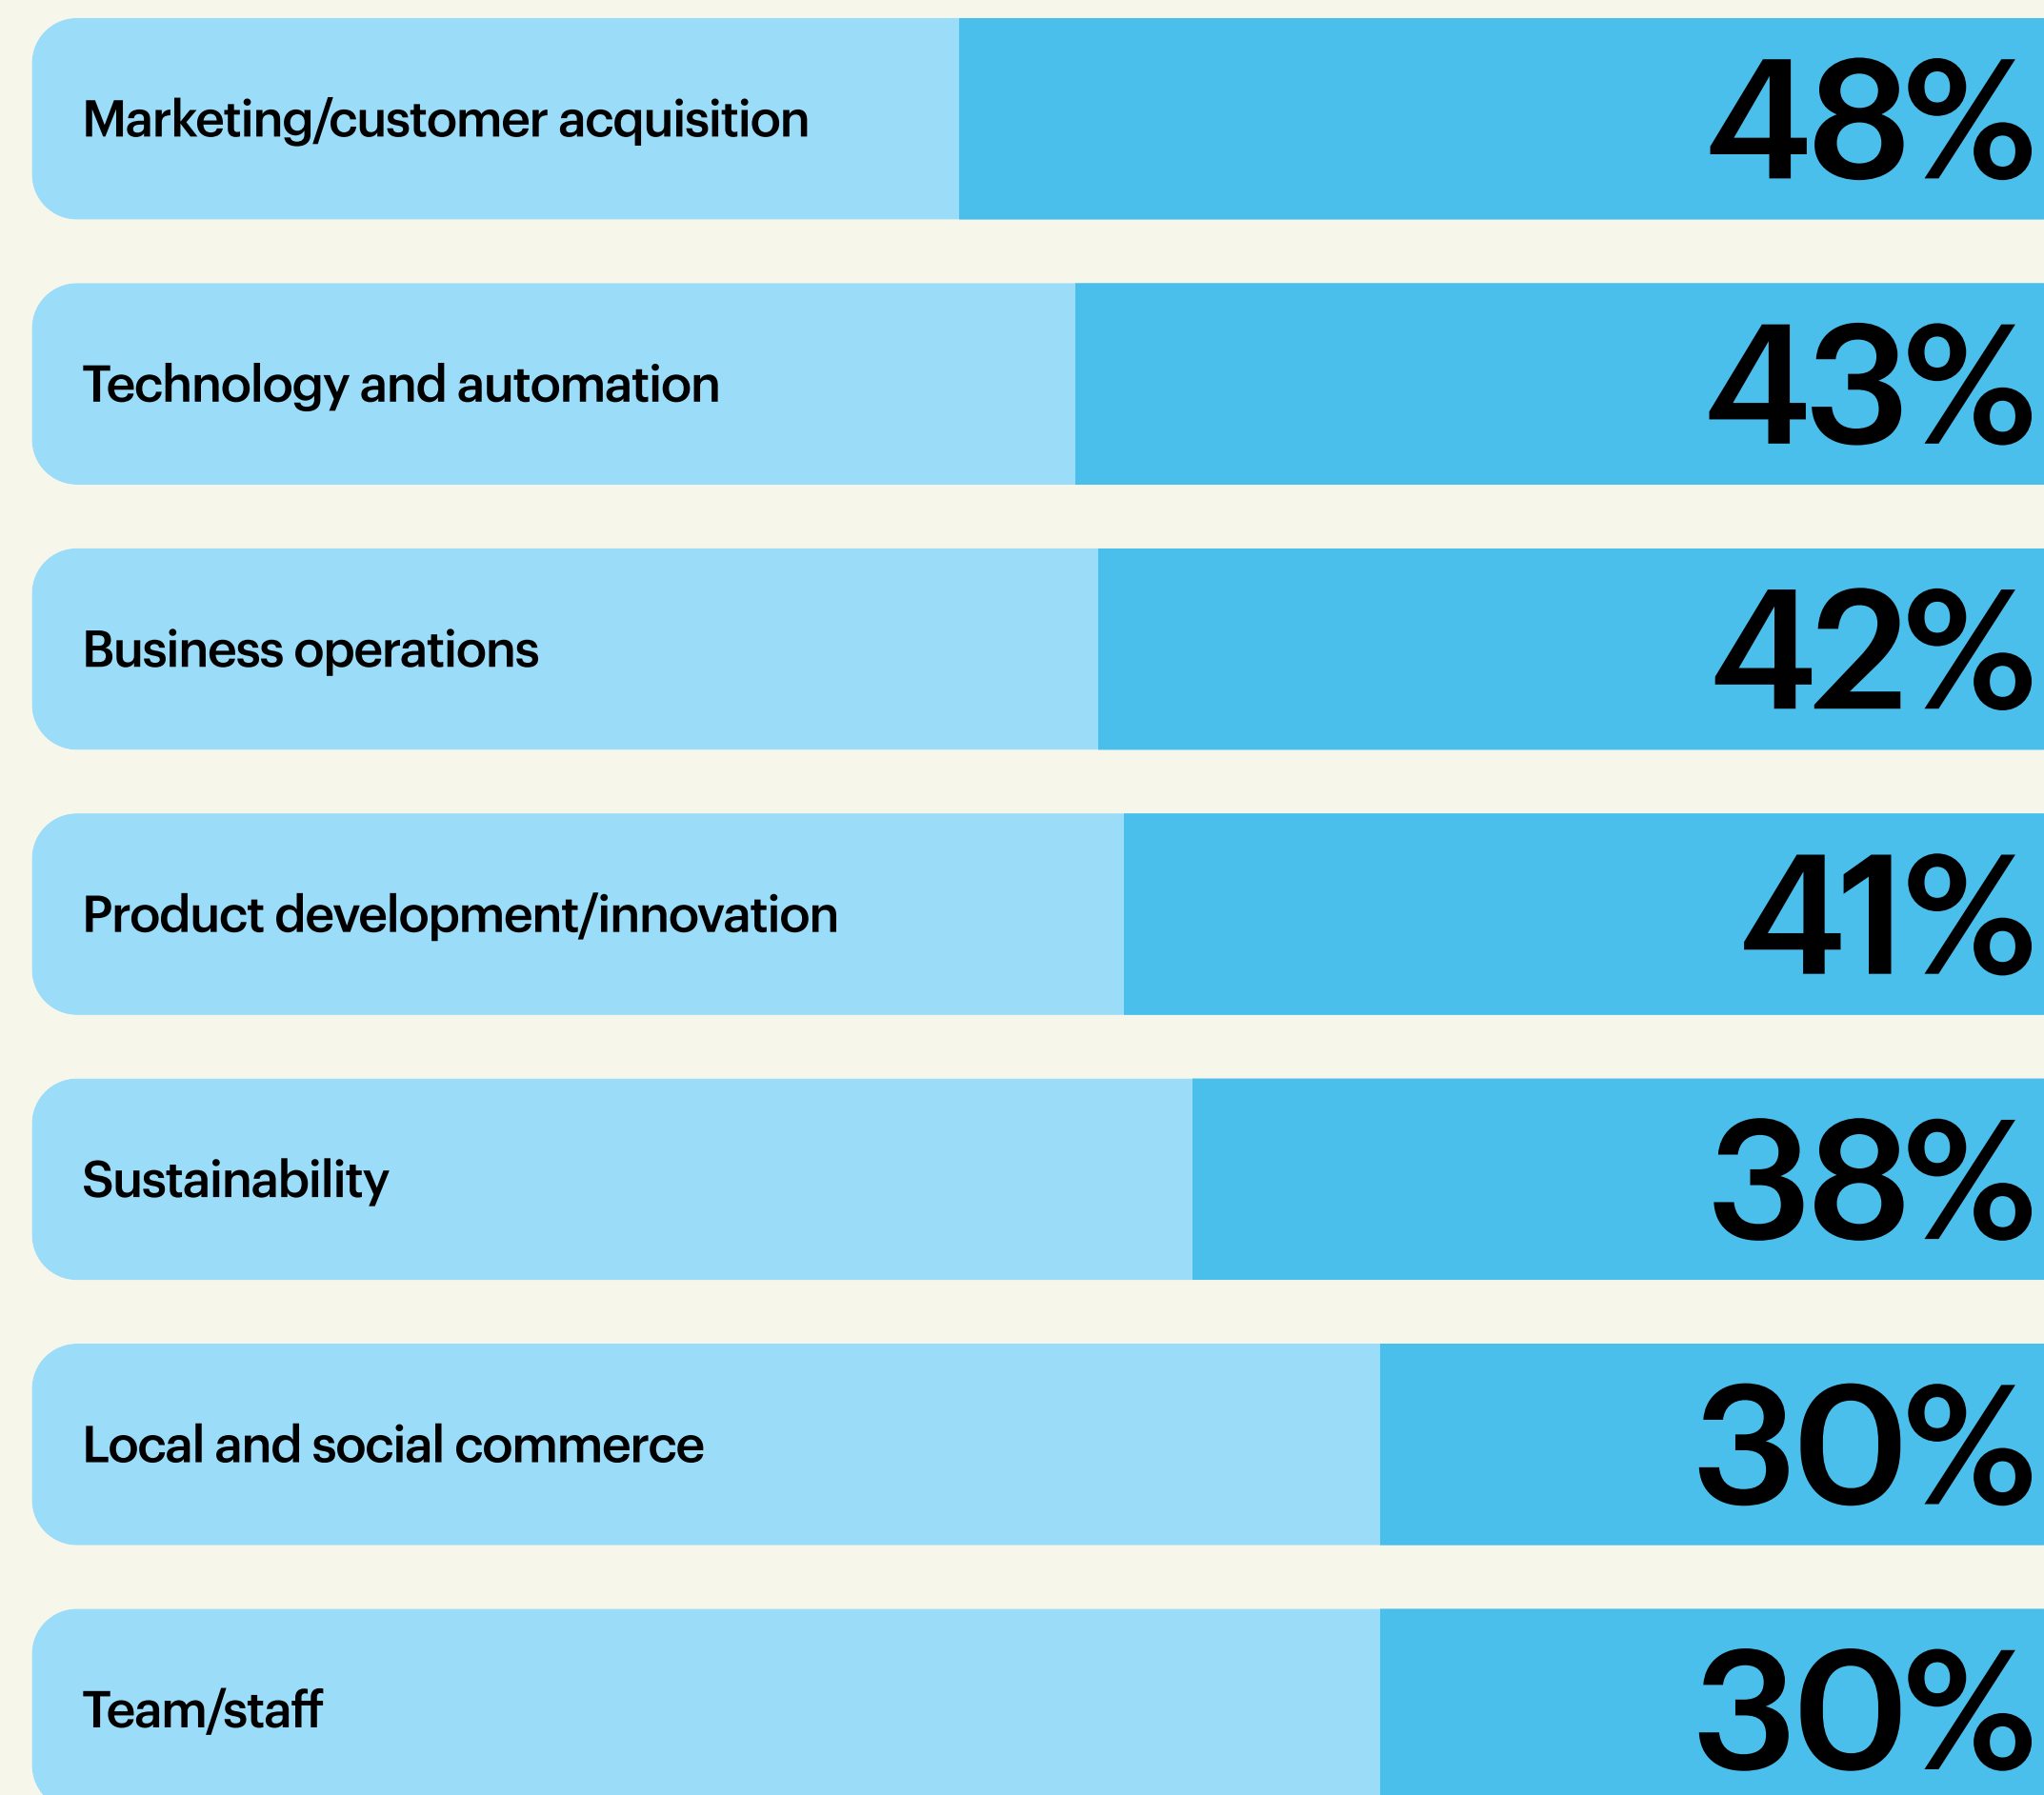 Marketing/customer acquisition 48%
Technology and automation 43%
Business operations 42%
Product development/innovation 41%
Sustainability 38%
Local and social commerce 30%
Team/staff 30%